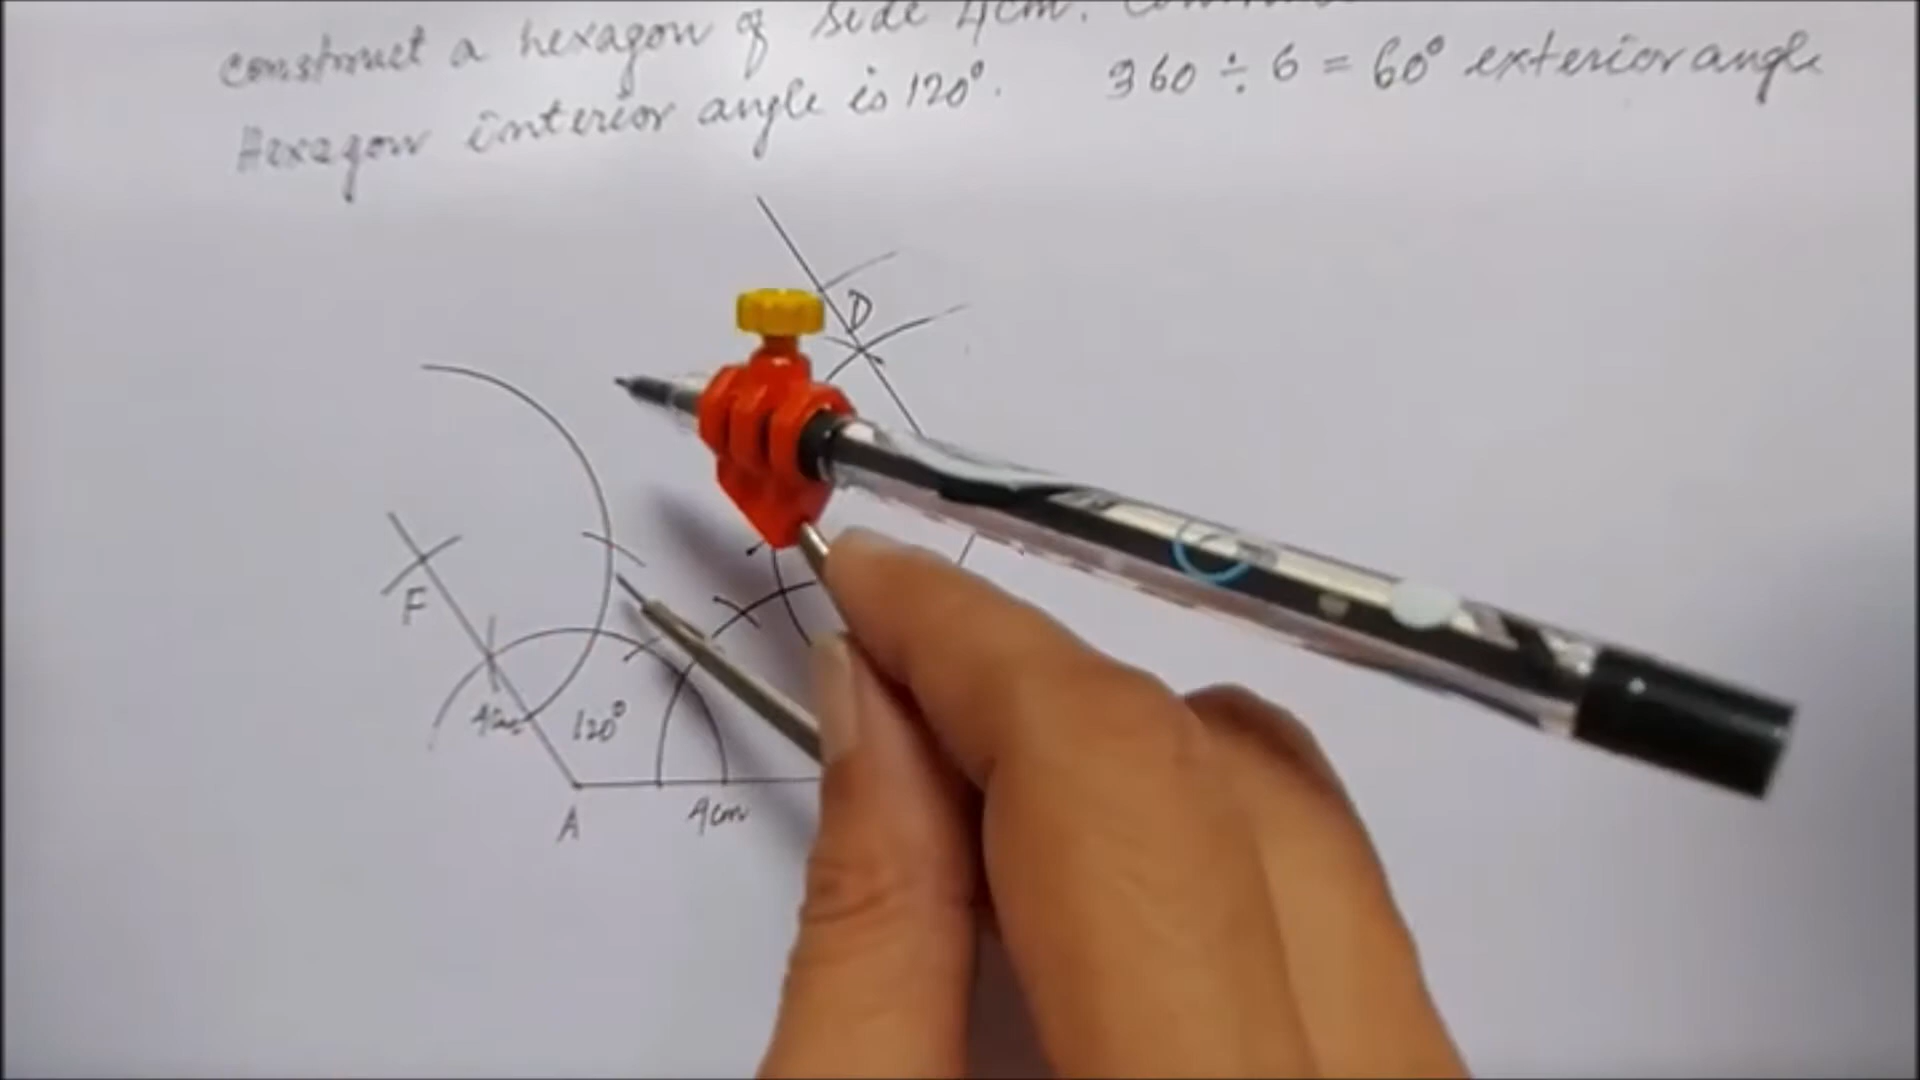 construct a hexagon of side 4cm.
Hexagon interior angle is 120°. 360 ÷ 6 = 60° exterior angle
D
F
4cm 120°
A 4cm